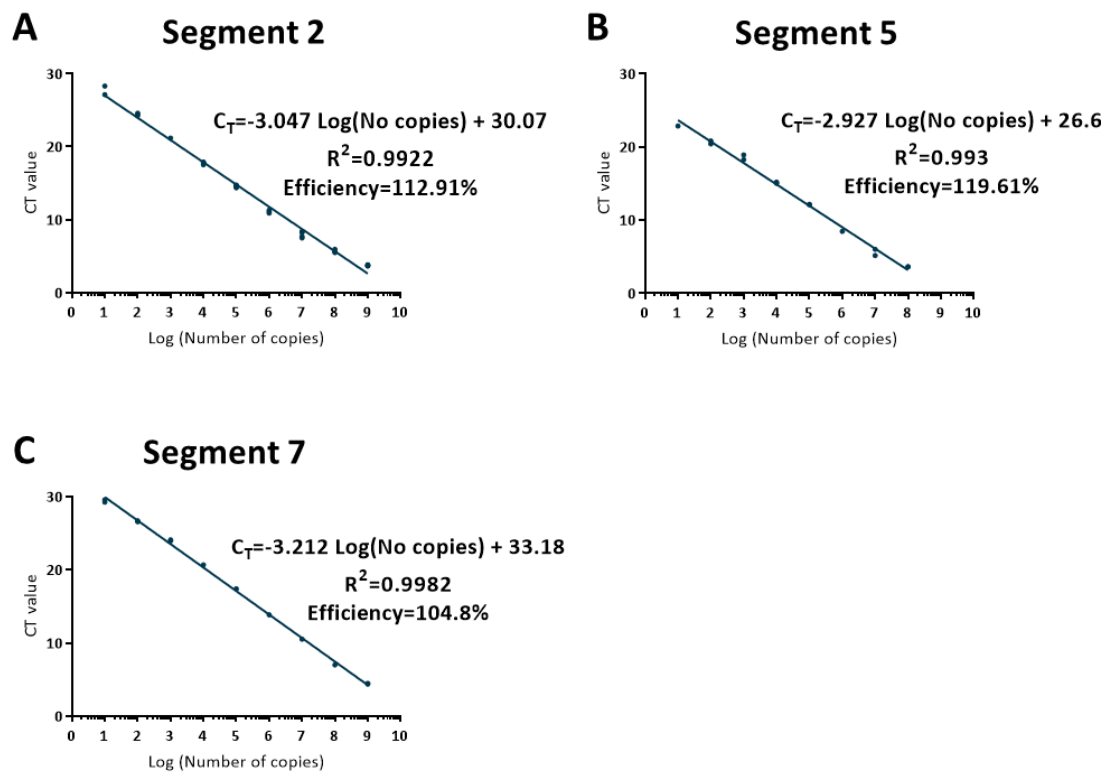 A
Segment 2
30
20
10
0
CT value
C_T=-3.047 Log(No copies) + 30.07
R^2=0.9922
Efficiency=112.91%
0 1 2 3 4 5 6 7 8 9 10
Log (Number of copies)
B
Segment 5
30
20
10
0
CT value
C_T=-2.927 Log(No copies) + 26.6
R^2=0.993
Efficiency=119.61%
0 1 2 3 4 5 6 7 8 9 10
Log (Number of copies)
C
Segment 7
30
20
10
0
CT value
C_T=-3.212 Log(No copies) + 33.18
R^2=0.9982
Efficiency=104.8%
0 1 2 3 4 5 6 7 8 9 10
Log (Number of copies)